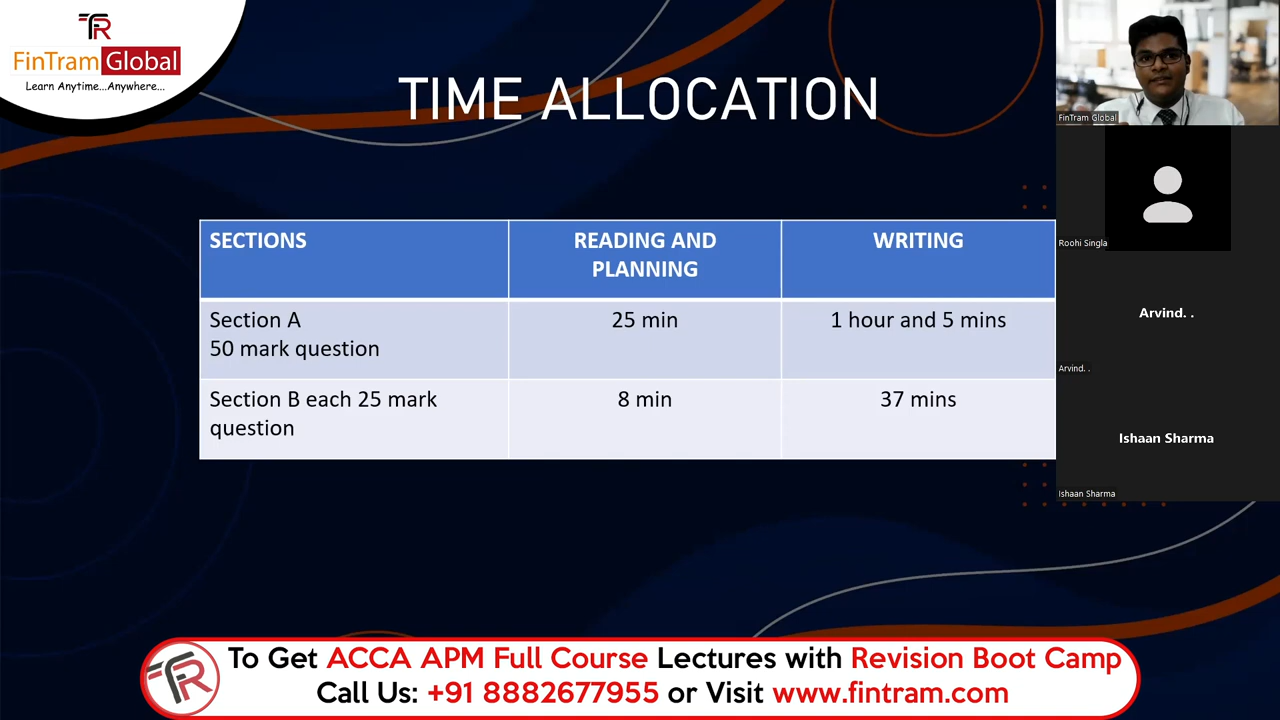 FR
FinTram Global
Learn Anytime...Anywhere...
TIME ALLOCATION
SECTIONS
READING AND
PLANNING
WRITING
Section A
50 mark question
25 min
1 hour and 5 mins
Section B each 25 mark
question
8 min
37 mins
FinTram Global
Roohi Singla
Arvind. .
Arvind. .
Ishaan Sharma
Ishaan Sharma
FR
To Get ACCA APM Full Course Lectures with Revision Boot Camp
Call Us: +91 8882677955 or Visit www.fintram.com